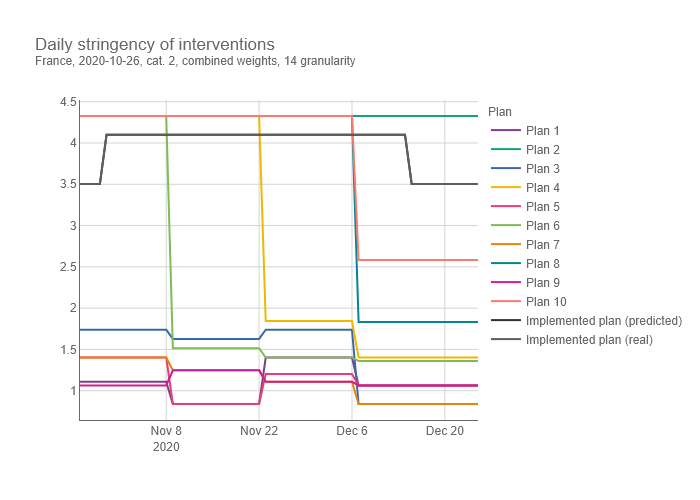 Daily stringency of interventions
France, 2020-10-26, cat. 2, combined weights, 14 granularity
4.5
4
3.5
3
2.5
2
1.5
1
Nov 8
2020
Nov 22
Dec 6
Dec 20
Plan
Plan 1
Plan 2
Plan 3
Plan 4
Plan 5
Plan 6
Plan 7
Plan 8
Plan 9
Plan 10
Implemented plan (predicted)
Implemented plan (real)